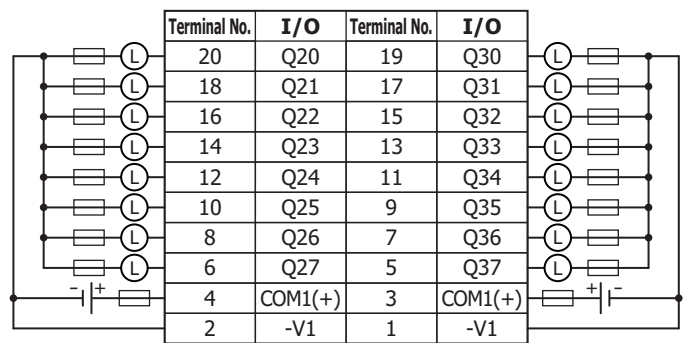 Terminal No. I/O Terminal No. I/O
L 20 Q20 19 Q30 L
L 18 Q21 17 Q31 L
L 16 Q22 15 Q32 L
L 14 Q23 13 Q33 L
L 12 Q24 11 Q34 L
L 10 Q25 9 Q35 L
L 8 Q26 7 Q36 L
L 6 Q27 5 Q37 L
- + 4 COM1(+) 3 COM1(+) + -
2 -V1 1 -V1